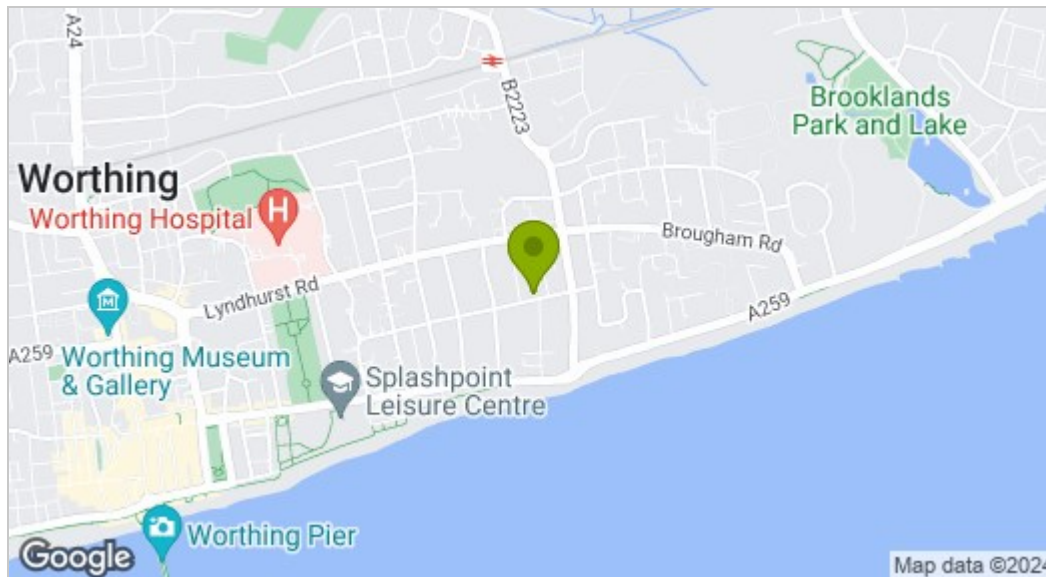 A24
B2223
Brooklands
Park and Lake
Worthing
Worthing Hospital
H
Brougham Rd
Lyndhurst Rd
A259
M
A259
Worthing Museum
& Gallery
Splashpoint
Leisure Centre
Worthing Pier
Google
Map data ©2024